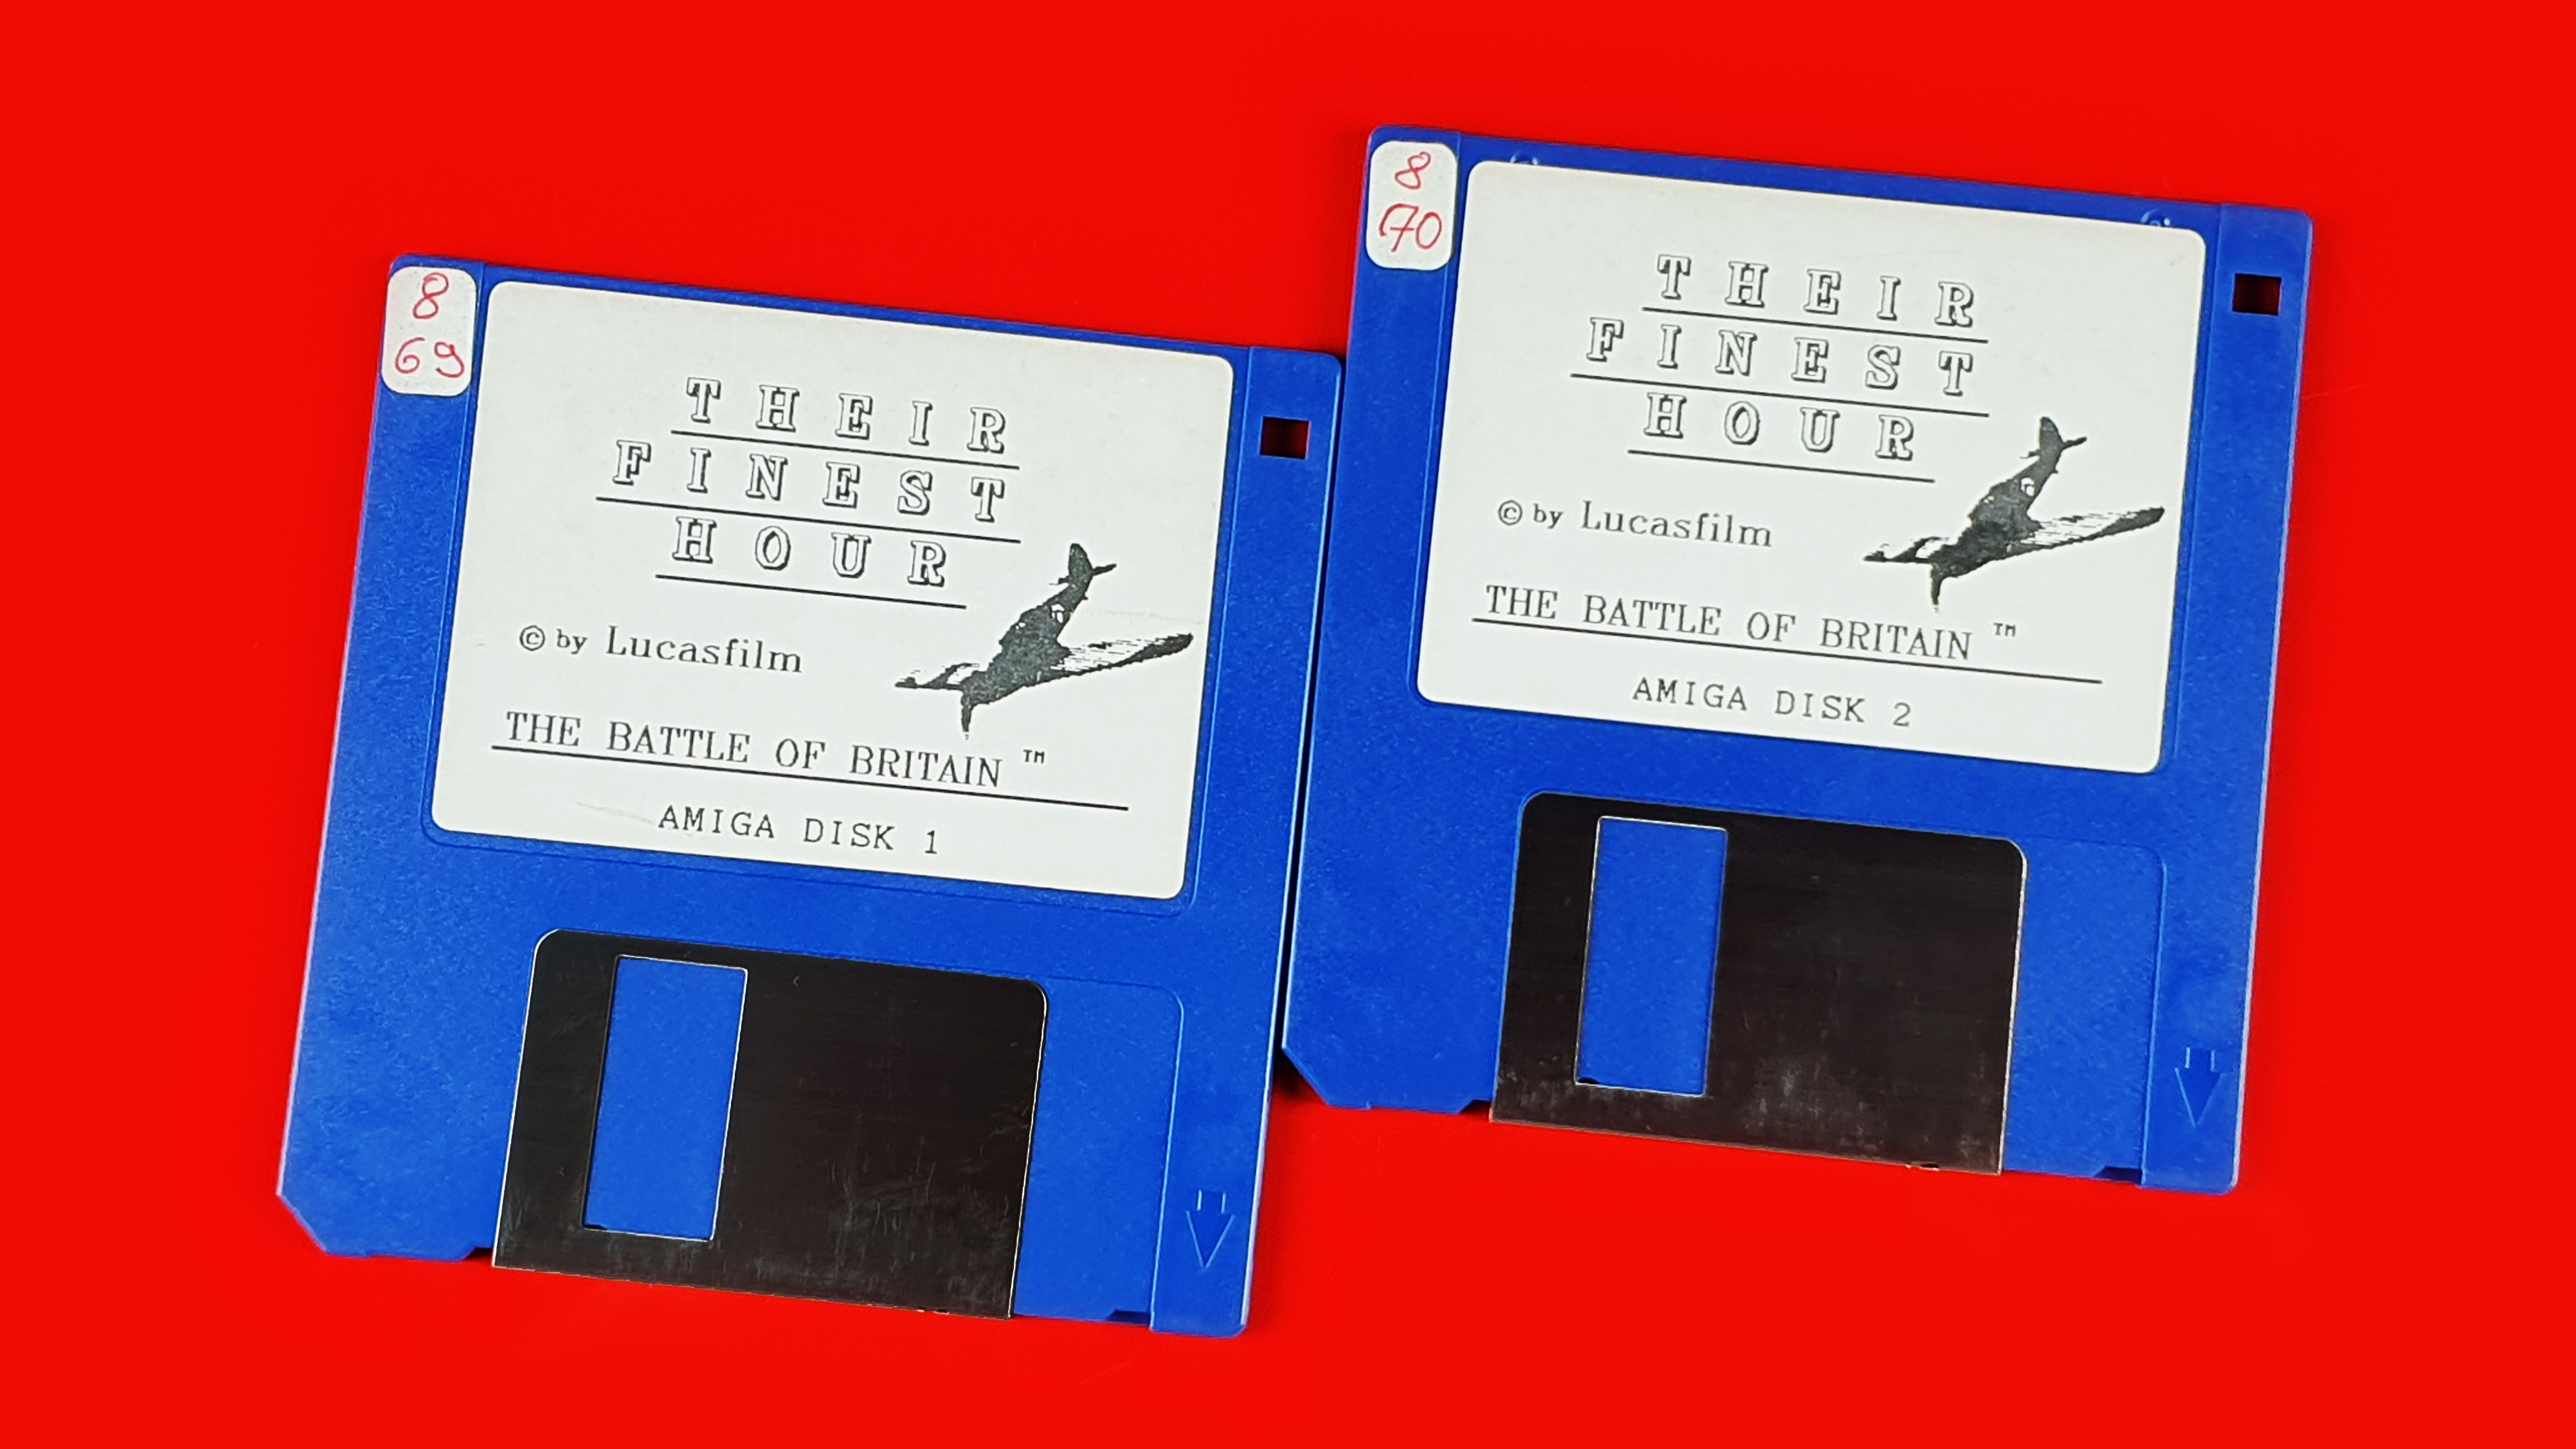 8
69
THEIR
FINEST
HOUR
© by Lucasfilm
THE BATTLE OF BRITAIN ™
AMIGA DISK 1
8
70
THEIR
FINEST
HOUR
© by Lucasfilm
THE BATTLE OF BRITAIN ™
AMIGA DISK 2